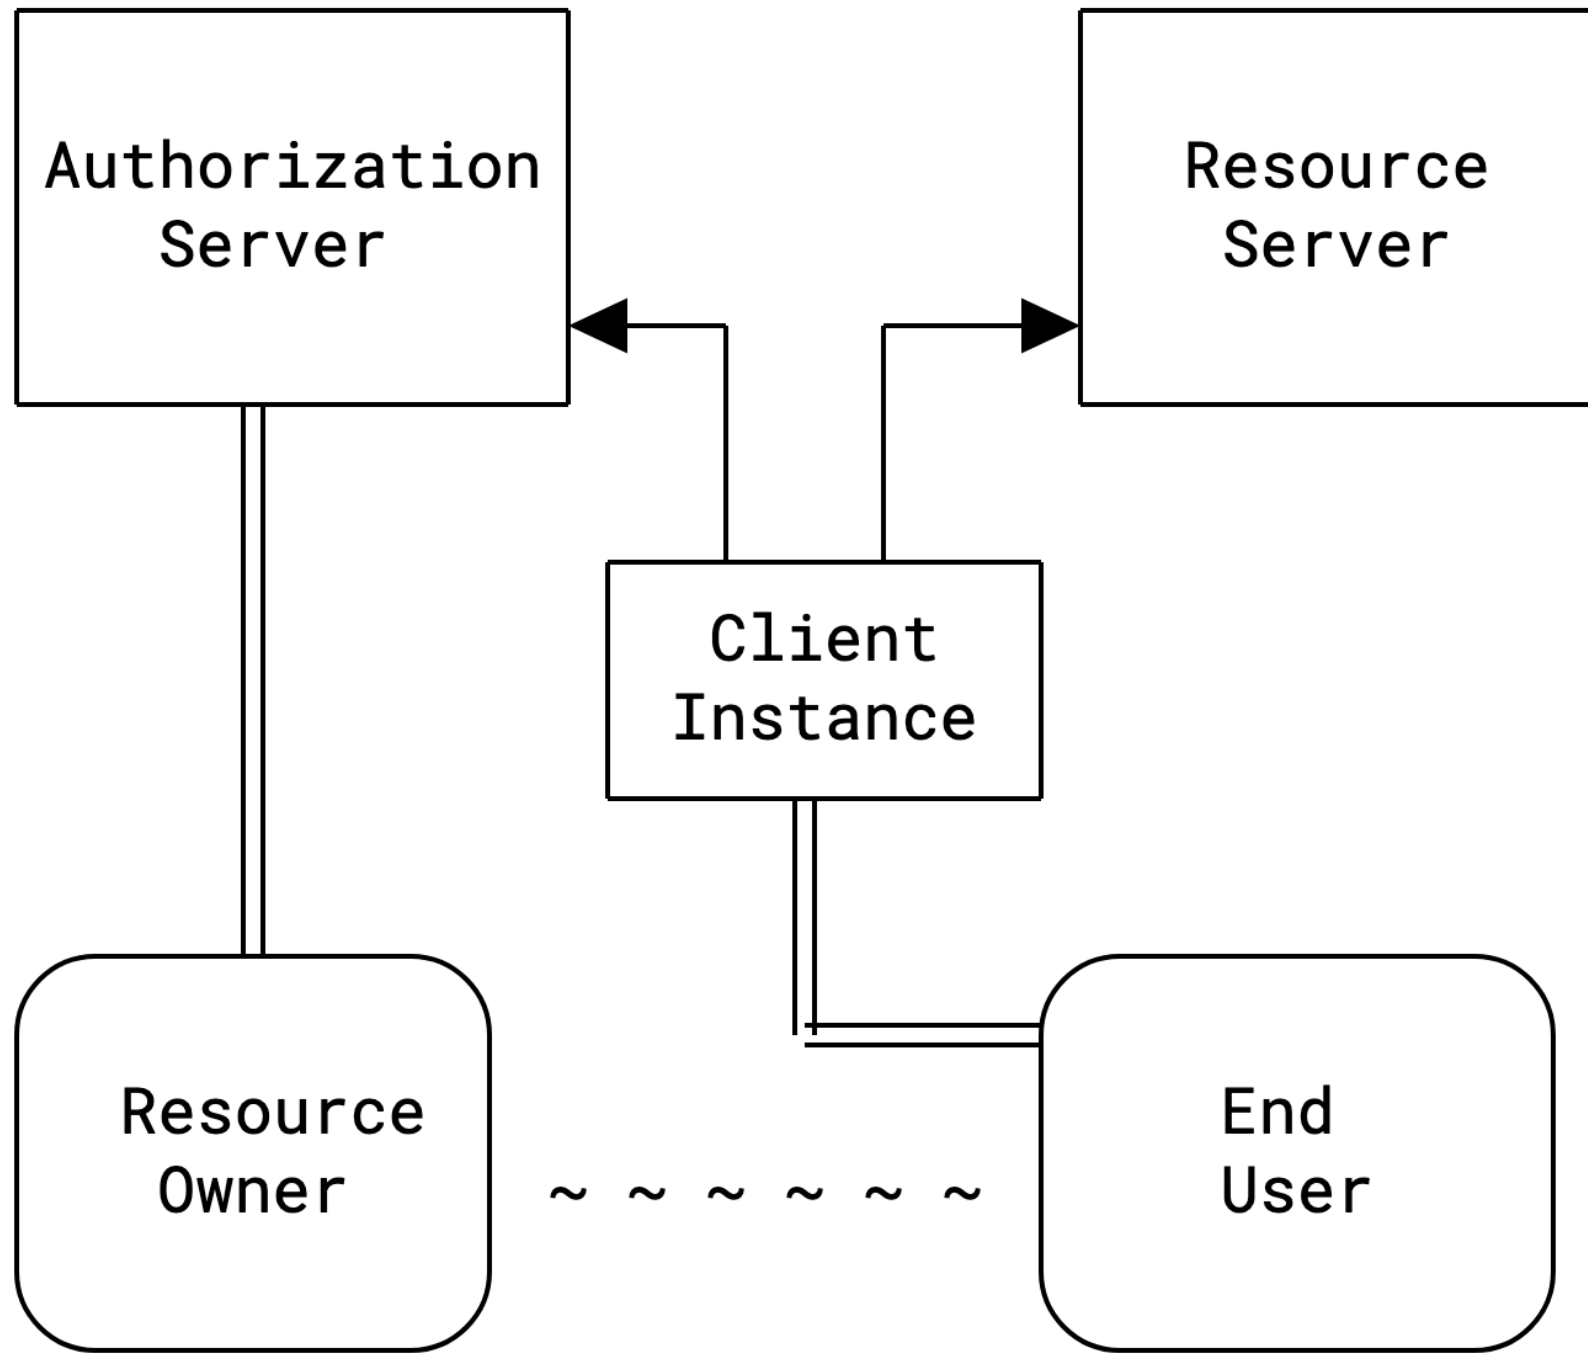 Authorization
Server
Resource
Server
Client
Instance
Resource
Owner
~ ~ ~ ~ ~ ~
End
User